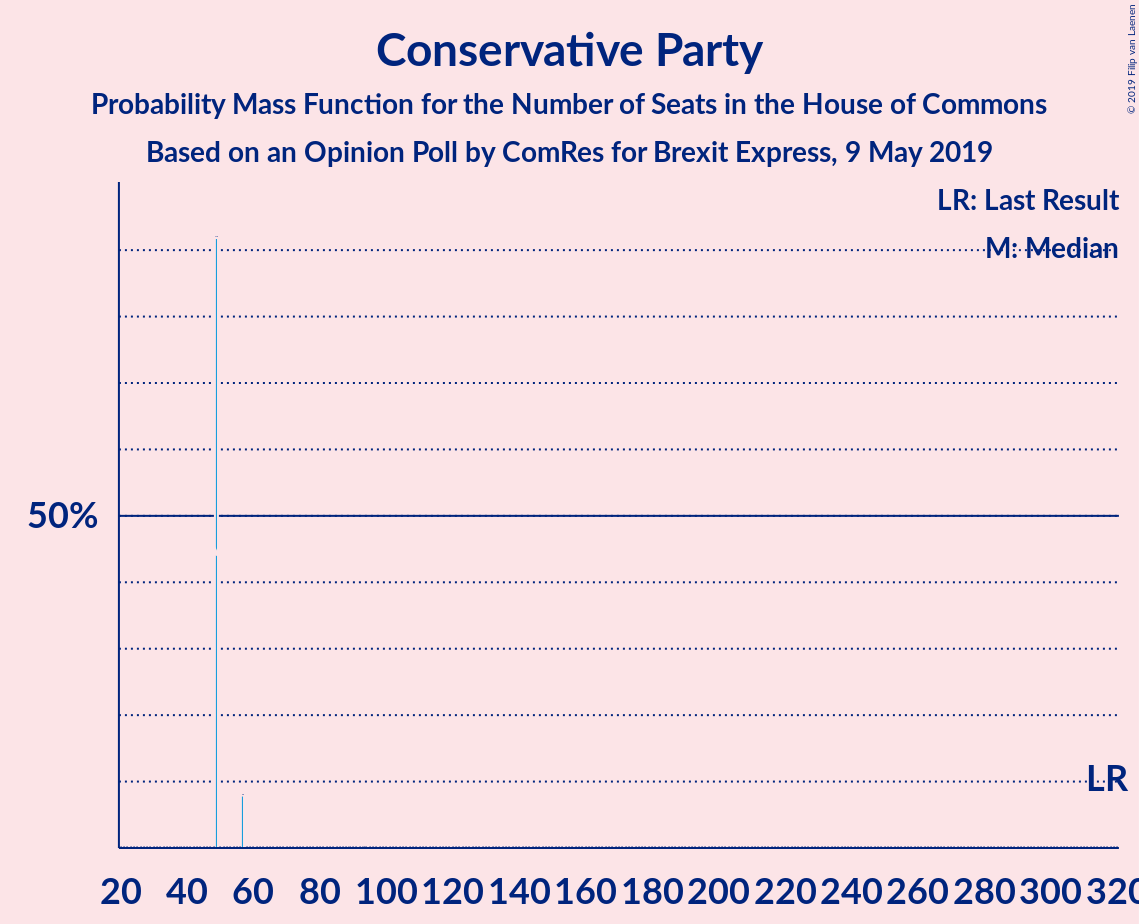 Conservative Party
Probability Mass Function for the Number of Seats in the House of Commons
Based on an Opinion Poll by ComRes for Brexit Express, 9 May 2019
© 2019 Filip van Laenen
LR: Last Result
M: Median
50%
LR
20 40 60 80 100 120 140 160 180 200 220 240 260 280 300 320